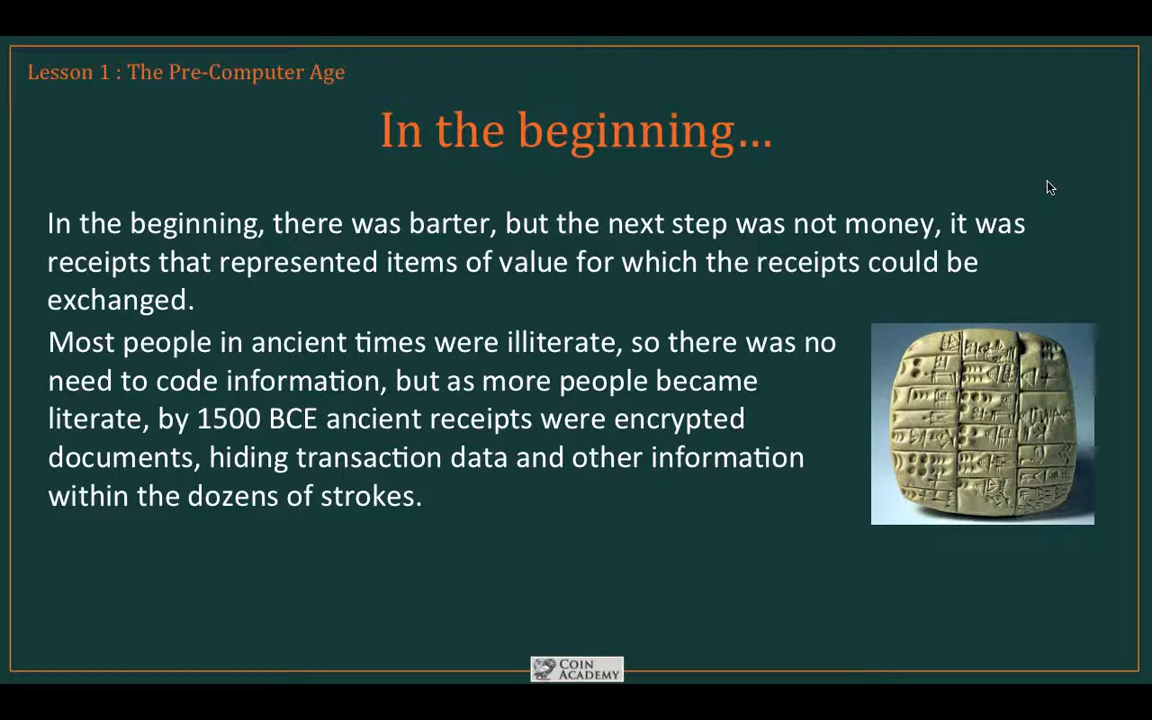 Lesson 1 : The Pre-Computer Age
In the beginning...
In the beginning, there was barter, but the next step was not money, it was
receipts that represented items of value for which the receipts could be
exchanged.
Most people in ancient times were illiterate, so there was no
need to code information, but as more people became
literate, by 1500 BCE ancient receipts were encrypted
documents, hiding transaction data and other information
within the dozens of strokes.
COIN
ACADEMY